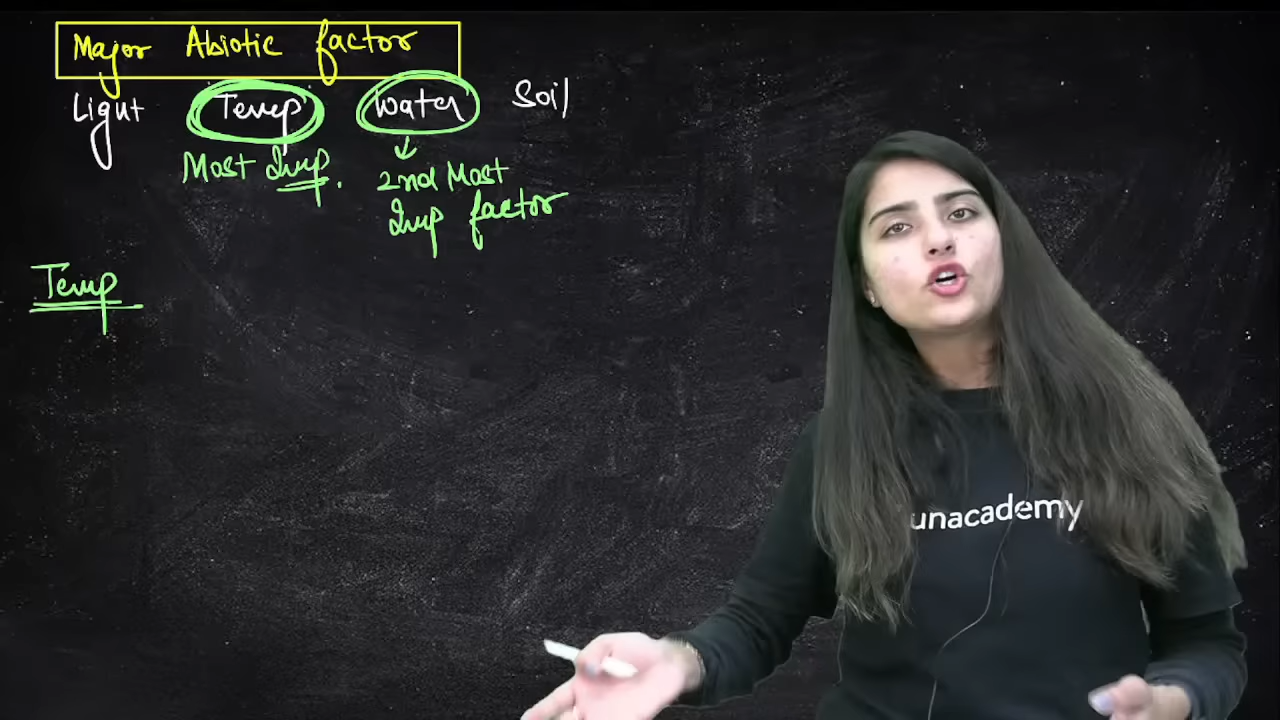 Major Abiotic factor
Light Temp Water Soil
Most Imp.
2nd Most
Imp factor
Temp
unacademy